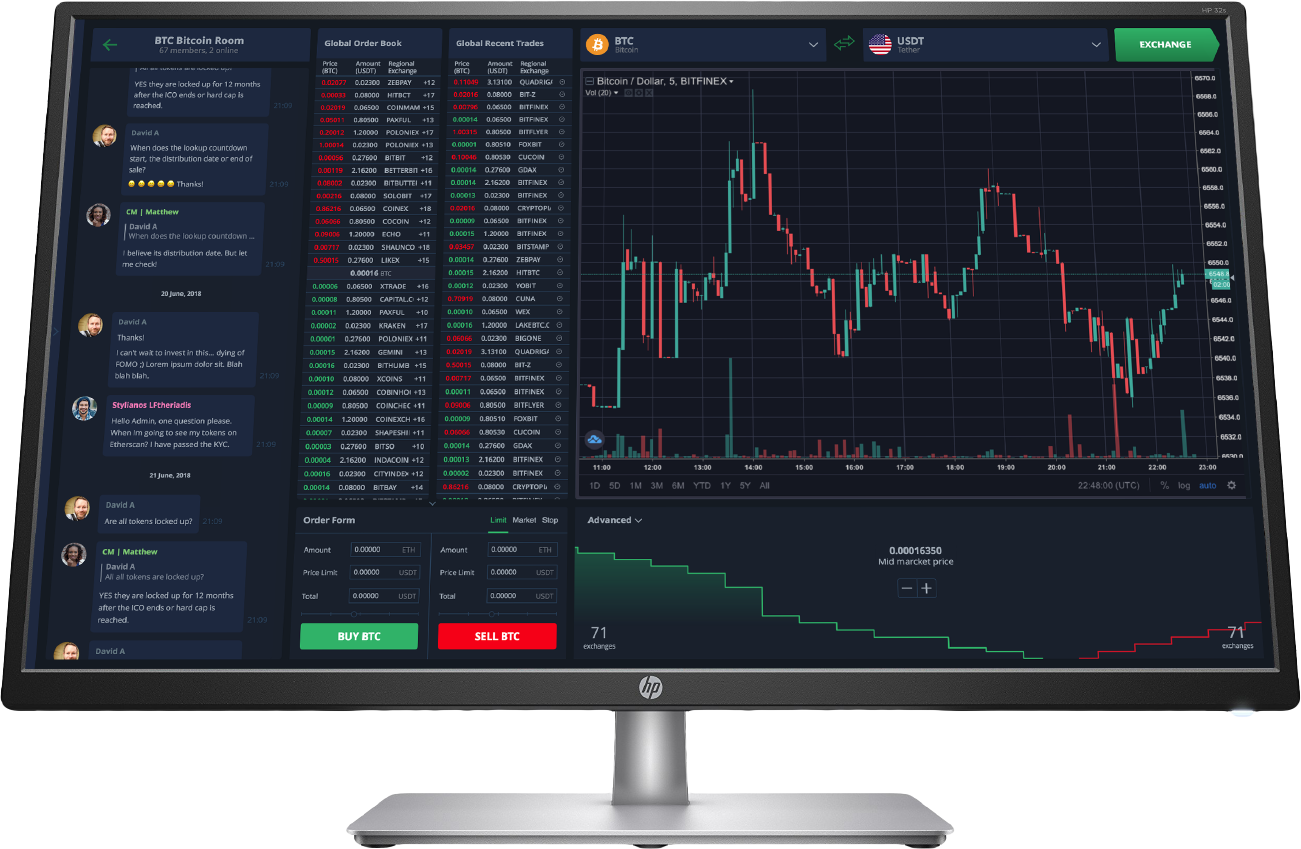 HP 32s
BTC Bitcoin Room
67 members, 2 online
YES they are locked up for 12 months
after the ICO ends or hard cap is
reached.
21:09
David A
When does the lookup countdown
start, the distribution date or end of
sale?
Thanks!
21:09
CM | Matthew
David A
When does the lookup countdown ...
I believe its distribution date. But let
me check!
21:09
20 June, 2018
David A
Thanks!
I can't wait to invest in this... dying of
FOMO ;) Lorem ipsum dolor sit. Blah
blah blah.
21:09
Stylianos LFtheriadis
Hello Admin, one question please.
When im going to see my tokens on
Etherscan? I have passed the KYC.
21:09
21 June, 2018
David A
Are all tokens locked up?
21:09
CM | Matthew
David A
All all tokens are locked up?
YES they are locked up for 12 months
after the ICO ends or hard cap is
reached.
21:09
David A
Global Order Book
Price (BTC) Amount (USDT) Regional Exchange
0.02077 0.02300 ZEBPAY +12
0.00033 0.08000 HITBCT +17
0.02019 0.06500 COINMAM +15
0.05011 0.80500 PAXFUL +13
0.20012 1.20000 POLONIEX +17
1.00014 0.02300 POLONIEX +13
0.00056 0.27600 BITBIT +12
0.00119 2.16200 BETTERBIT +16
0.08002 0.02300 BITBUTTER +11
0.00216 0.08000 SOLOBIT +17
0.06500 COINEX +18
0.80500 COCOIN +12
1.20000 ECHO +11
0.00717 0.02300 SHAUNCO +18
0.50015 0.27600 LIKEX +15
0.00016 BTC
0.00006 0.06500 XTRADE +16
0.00008 0.80500 CAPITAL.C +12
0.00011 1.20000 PAXFUL +10
0.00002 0.02300 KRAKEN +17
0.00001 0.27600 POLONIEX +11
0.00015 2.16200 GEMINI +13
0.00016 0.02300 BITHUMB +15
0.00010 0.08000 XCOINS +11
0.00012 0.06500 COBINHO +13
0.00009 0.80500 COINCHEC +11
0.00014 1.20000 COINEXCH +16
0.00007 0.02300 SHAPESHI +11
0.00003 0.27600 BITSO +10
0.00004 2.16200 INDACOIN +12
0.00016 0.02300 CITYINDEX +12
0.00014 0.08000 BITBAY +14
Global Recent Trades
Price (BTC) Amount (USDT) Regional Exchange
0.11049 3.13100 QUADRIG
0.02016 0.08000 BIT-Z
0.00796 0.06500 BITFINEX
0.00014 0.06500 BITFINEX
1.00315 0.80500 BITFLYER
0.00001 0.80510 FOXBIT
0.10046 0.80530 CUCOIN
0.00014 0.27600 GDAX
0.00014 2.16200 BITFINEX
0.00013 0.02300 BITFINEX
0.02016 0.08000 CRYPTOPI
0.00009 0.06500 BITFINEX
0.00015 1.20000 BITFINEX
0.08457 0.02300 BITSTAMP
0.00014 0.27600 ZEBPAY
0.00015 2.16200 HITBTC
0.00012 0.02300 YOBIT
0.70919 0.08000 CUNA
0.00010 0.06500 WEX
0.00016 1.20000 LAKEBTC.C
0.06066 0.02300 BIGONE
0.02019 3.13100 QUADRIG
0.50015 0.08000 BIT-Z
0.00717 0.06500 BITFINEX
0.00011 0.06500 BITFINEX
0.09006 0.80500 BITFLYER
0.00009 0.80510 FOXBIT
0.06066 0.80530 CUCOIN
0.00014 0.27600 GDAX
0.00013 2.16200 BITFINEX
0.00002 0.02300 BITFINEX
0.86216 0.08000 CRYPTOPI
BTC
Bitcoin
USDT
Tether
EXCHANGE
Bitcoin / Dollar, 5, BITFINEX
Vol (20)
6570.0
6568.0
6566.0
6564.0
6562.0
6560.0
6558.0
6556.0
6554.0
6552.0
6550.0
6548.8
02:00
6546.0
6544.0
6542.0
6540.0
6538.0
6536.0
6534.0
6532.0
6530.0
11:00 12:00 13:00 14:00 15:00 16:00 17:00 18:00 19:00 20:00 21:00 22:00 23:00
1D 5D 1M 3M 6M YTD 1Y 5Y All 22:48:00 (UTC) % log auto
Order Form Limit Market Stop
Amount 0.00000 ETH Amount 0.00000 ETH
Price Limit 0.00000 USDT Price Limit 0.00000 USDT
Total 0.00000 USDT Total 0.00000 USDT
BUY BTC SELL BTC
Advanced
0.00016350
Mid marcket price
71
exchanges
71
exchanges
hp